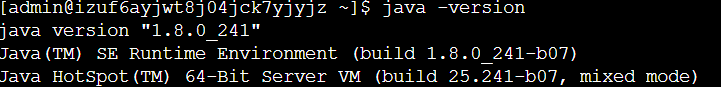 [admin@izuf6ayjwt8j04jck7yjyjz ~]$ java -version
java version "1.8.0_241"
Java(TM) SE Runtime Environment (build 1.8.0_241-b07)
Java HotSpot(TM) 64-Bit Server VM (build 25.241-b07, mixed mode)